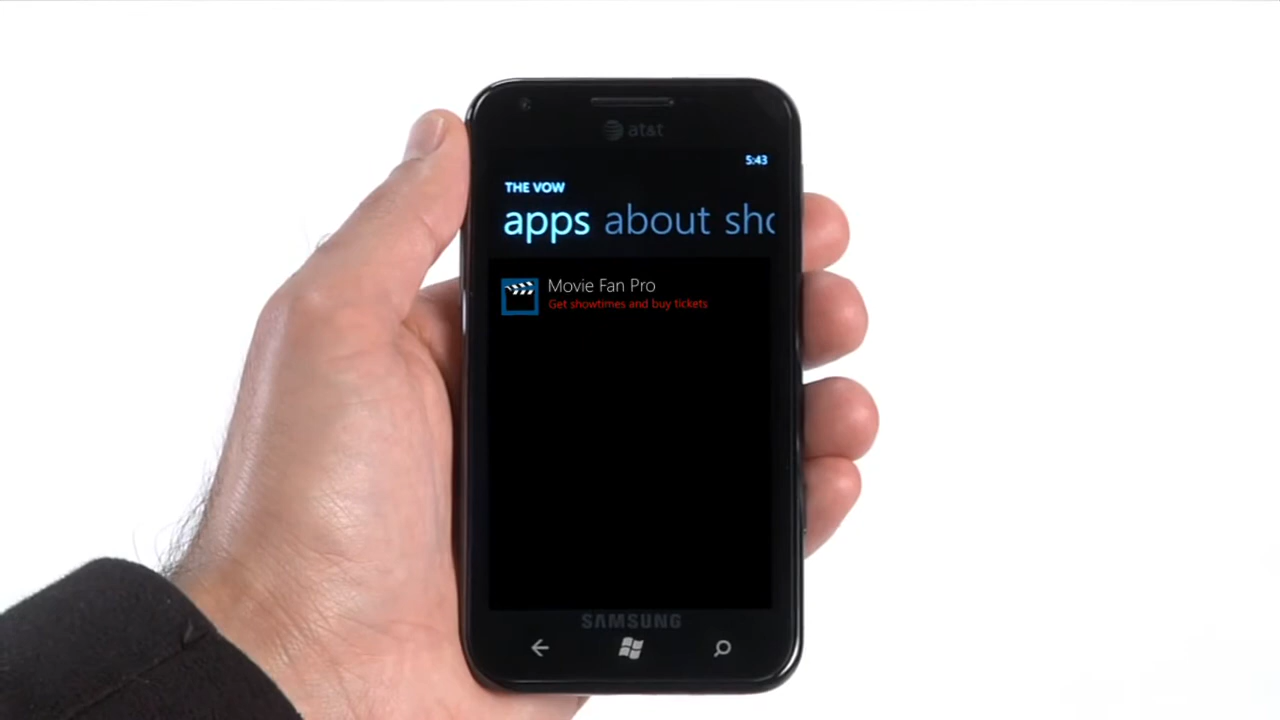 at&t
5:43
THE VOW
apps about sho
Movie Fan Pro
Get showtimes and buy tickets
SAMSUNG